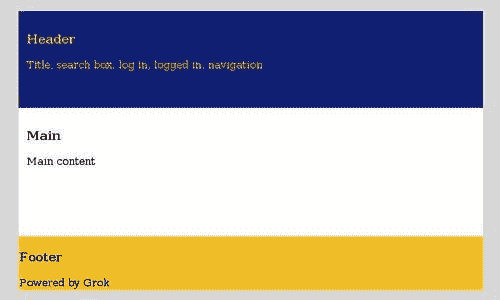 Header
Title, search box, log in, logged in, navigation
Main
Main content
Footer
Powered by Grok